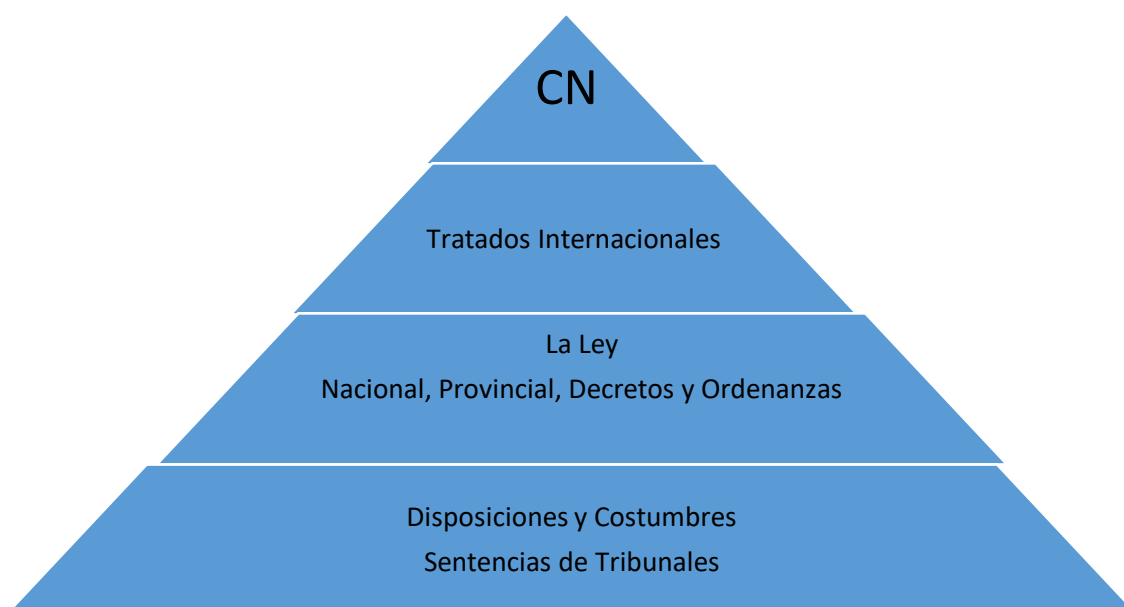 CN
Tratados Internacionales
La Ley
Nacional, Provincial, Decretos y Ordenanzas
Disposiciones y Costumbres
Sentencias de Tribunales